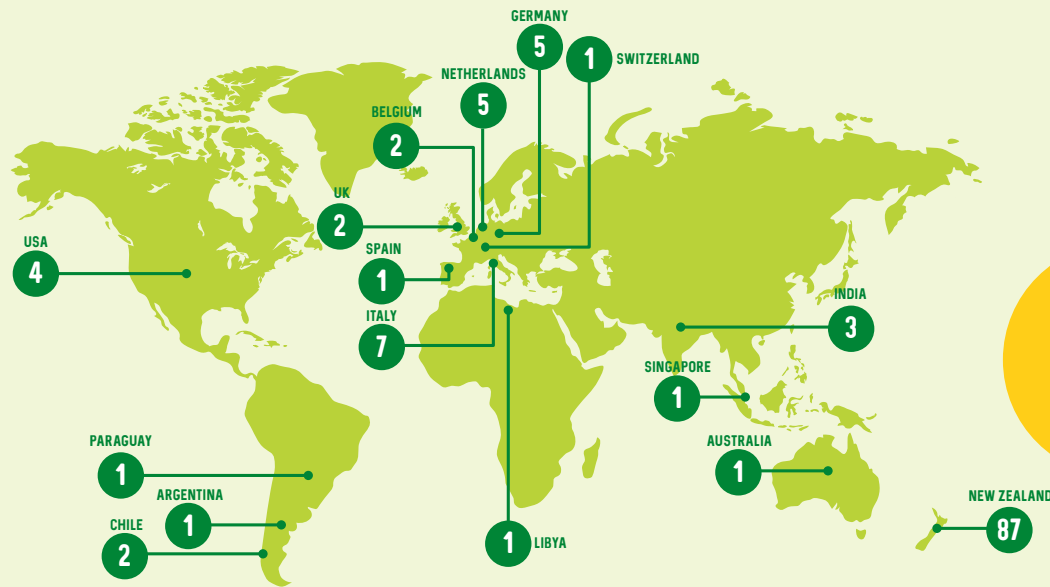 GERMANY
5
1 SWITZERLAND
NETHERLANDS
5
BELGIUM
2
UK
2
USA
4
SPAIN
1
ITALY
7
INDIA
3
SINGAPORE
1
PARAGUAY
1
AUSTRALIA
1
ARGENTINA
1
CHILE
2
1 LIBYA
NEW ZEALAND
87